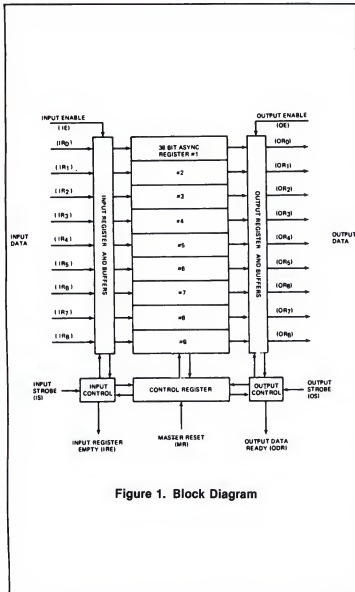 INPUT ENABLE
(IE)
OUTPUT ENABLE
(OE)
(IR0)
(IR1)
(IR2)
(IR3)
(IR4)
(IR5)
(IR6)
(IR7)
(IR8)
INPUT
DATA
INPUT REGISTER AND BUFFERS
38 BIT ASYNC
REGISTER #1
#2
#3
#4
#5
#6
#7
#8
#9
OUTPUT REGISTER AND BUFFERS
(OR0)
(OR1)
(OR2)
(OR3)
(OR4)
(OR5)
(OR6)
(OR7)
(OR8)
OUTPUT
DATA
INPUT
STROBE
(IS)
INPUT
CONTROL
CONTROL REGISTER
OUTPUT
CONTROL
OUTPUT
STROBE
(OS)
INPUT REGISTER
EMPTY (IRE)
MASTER RESET
(MR)
OUTPUT DATA
READY (ODR)
Figure 1. Block Diagram